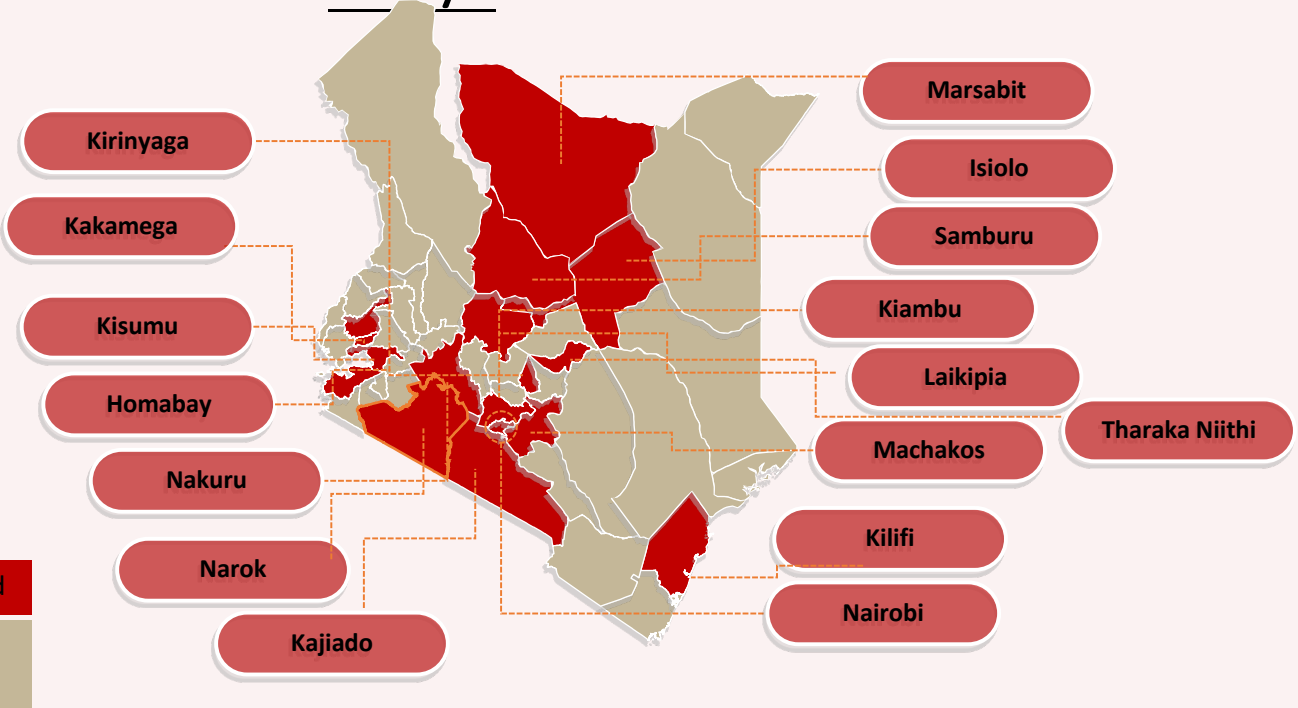 Marsabit
Kirinyaga
Isiolo
Kakamega
Samburu
Kiambu
Kisumu
Laikipia
Homabay
Tharaka Niithi
Machakos
Nakuru
Kilifi
Narok
Nairobi
Kajiado